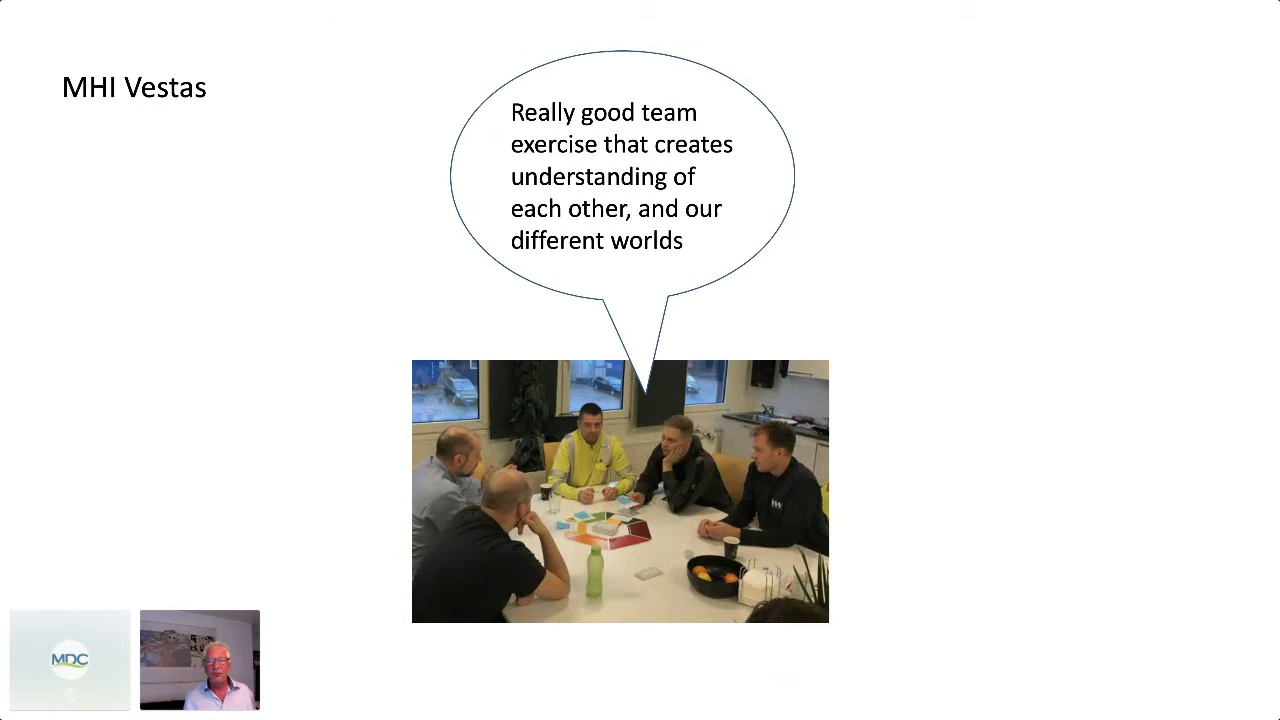 MHI Vestas
Really good team
exercise that creates
understanding of
each other, and our
different worlds
MDC